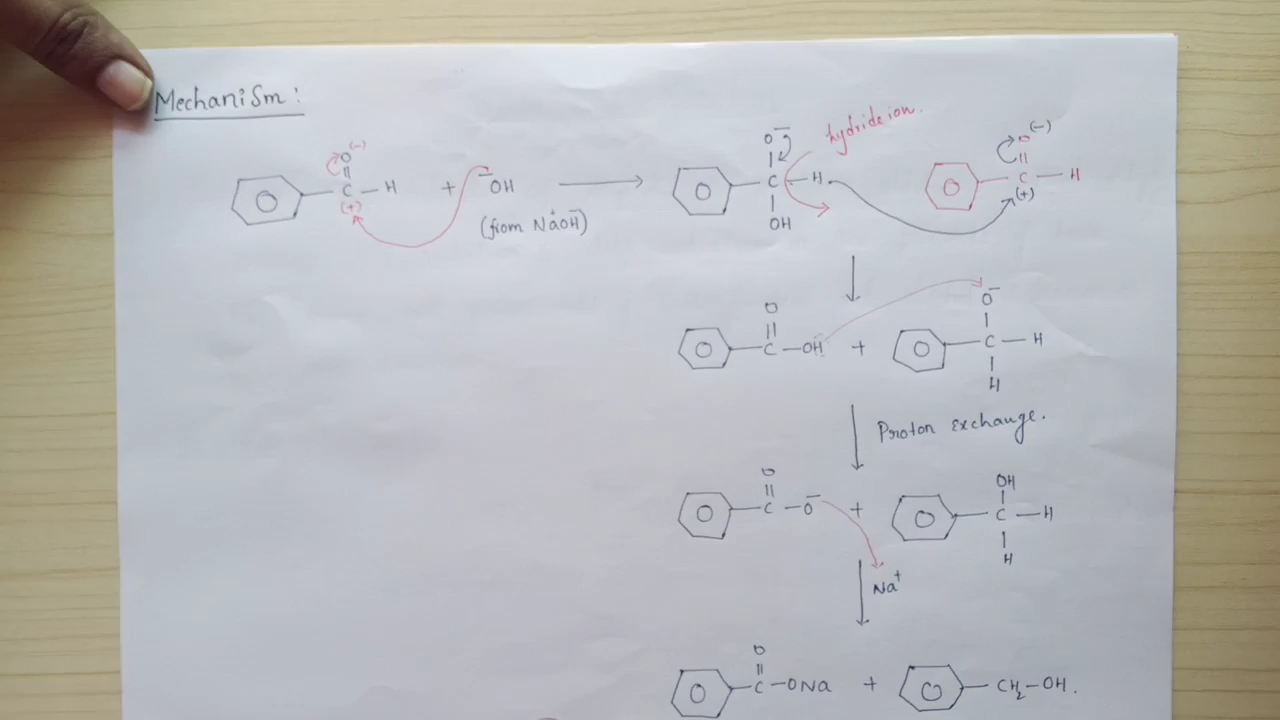 Mechanism:
O(-)
C – H + ⁻OH ⟶
(+)
(from Na⁺OH⁻)
O⁻ hydride ion.
C – H
OH
O(-)
C – H
(+)
O
C – OH + O⁻
C – H
H
Proton exchange.
O
C – O⁻ + OH
C – H
H
Na⁺
O
C – ONa + CH₂ – OH.